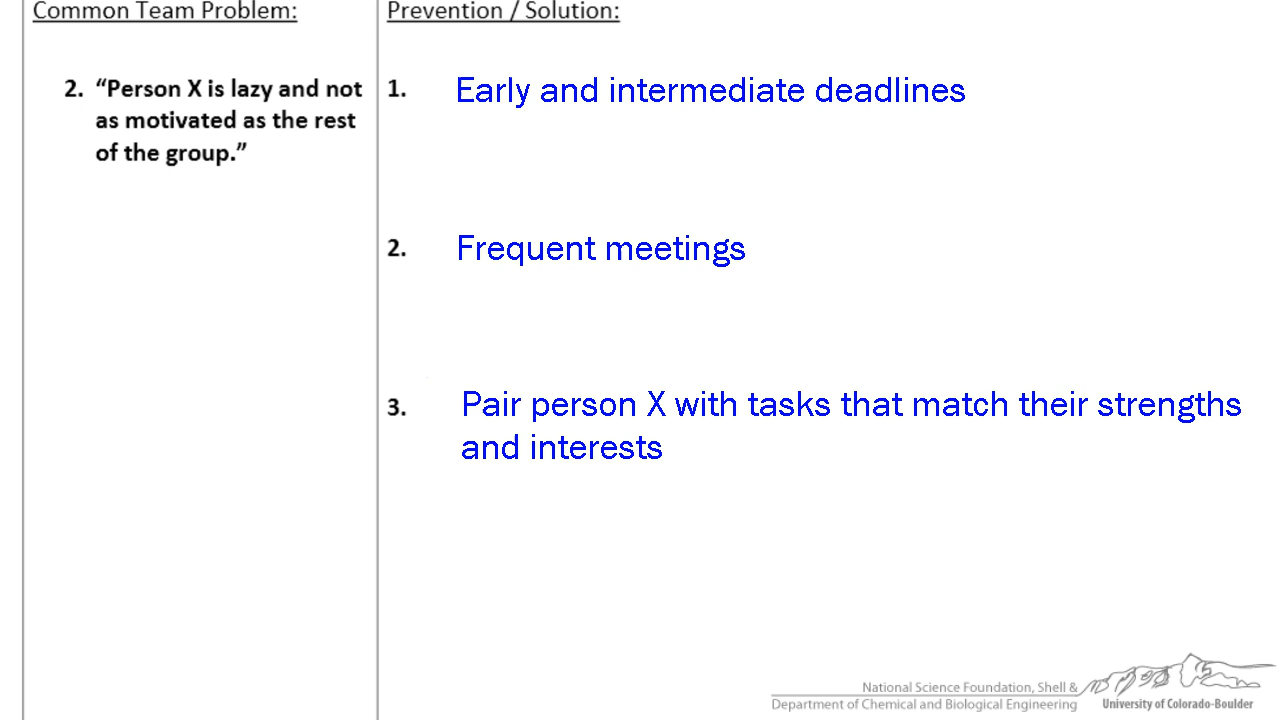 Common Team Problem:
Prevention / Solution:
2. “Person X is lazy and not
as motivated as the rest
of the group.”
1. Early and intermediate deadlines
2. Frequent meetings
3. Pair person X with tasks that match their strengths
and interests
National Science Foundation, Shell &
Department of Chemical and Biological Engineering
University of Colorado-Boulder